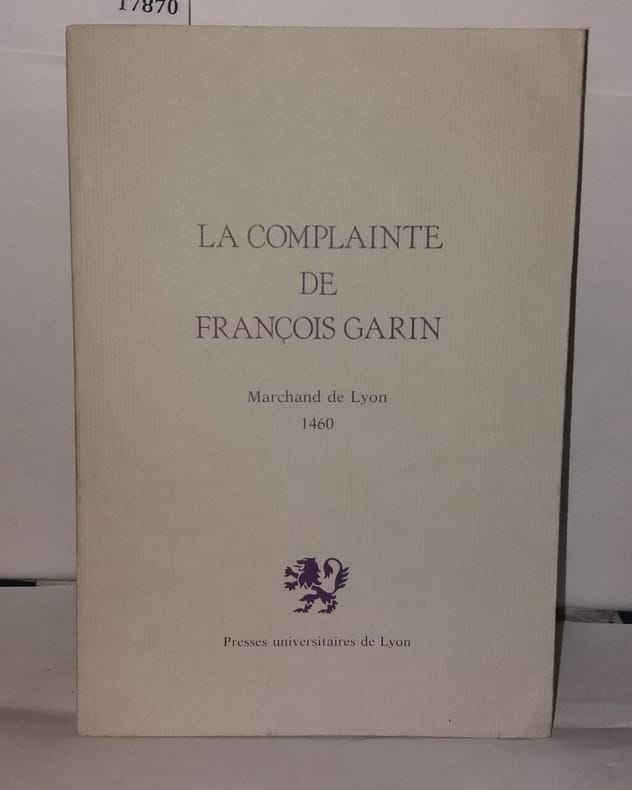 17870
LA COMPLAINTE
DE
FRANÇOIS GARIN
Marchand de Lyon
1460
Presses universitaires de Lyon